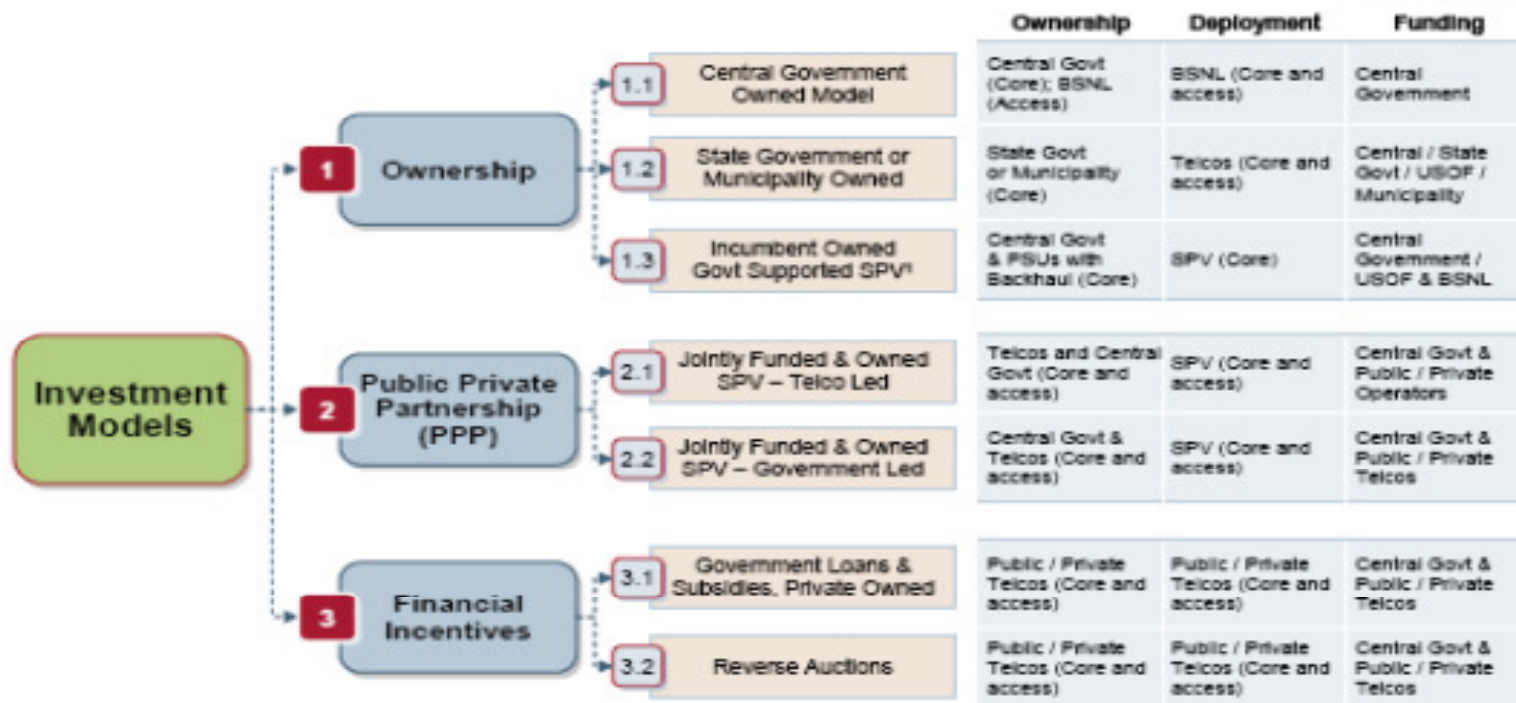 Ownership Deployment Funding
1.1
Central Government
Owned Model
Central Govt
(Core); BSNL
(Access)
BSNL (Core and
access)
Central
Government
1
Ownership
1.2
State Government or
Municipality Owned
State Govt
or Municipality
(Core)
Telcos (Core and
access)
Central / State
Govt / USOF /
Municipality
1.3
Incumbent Owned
Govt Supported SPV¹
Central Govt
& PSUs with
Backhaul (Core)
SPV (Core)
Central
Government /
USOF & BSNL
Investment
Models
2
Public Private
Partnership
(PPP)
2.1
Jointly Funded & Owned
SPV – Telco Led
Telcos and Central
Govt (Core and
access)
SPV (Core and
access)
Central Govt &
Public / Private
Operators
2.2
Jointly Funded & Owned
SPV – Government Led
Central Govt &
Telcos (Core and
access)
SPV (Core and
access)
Central Govt &
Public / Private
Telcos
3
Financial
Incentives
3.1
Government Loans &
Subsidies, Private Owned
Public / Private
Telcos (Core and
access)
Public / Private
Telcos (Core and
access)
Central Govt &
Public / Private
Telcos
3.2
Reverse Auctions
Public / Private
Telcos (Core and
access)
Public / Private
Telcos (Core and
access)
Central Govt &
Public / Private
Telcos